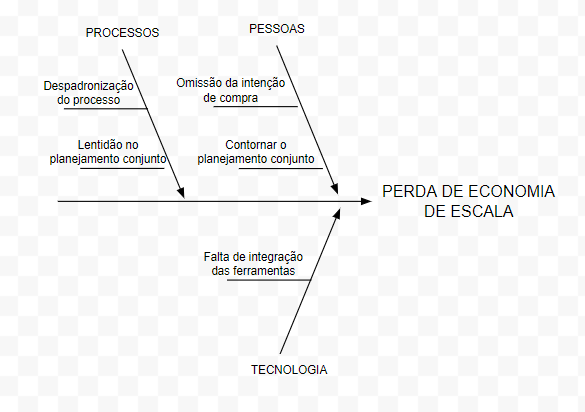 PROCESSOS
PESSOAS
Despadronização
do processo
Omissão da intenção
de compra
Lentidão no
planejamento conjunto
Contornar o
planejamento conjunto
PERDA DE ECONOMIA
DE ESCALA
Falta de integração
das ferramentas
TECNOLOGIA